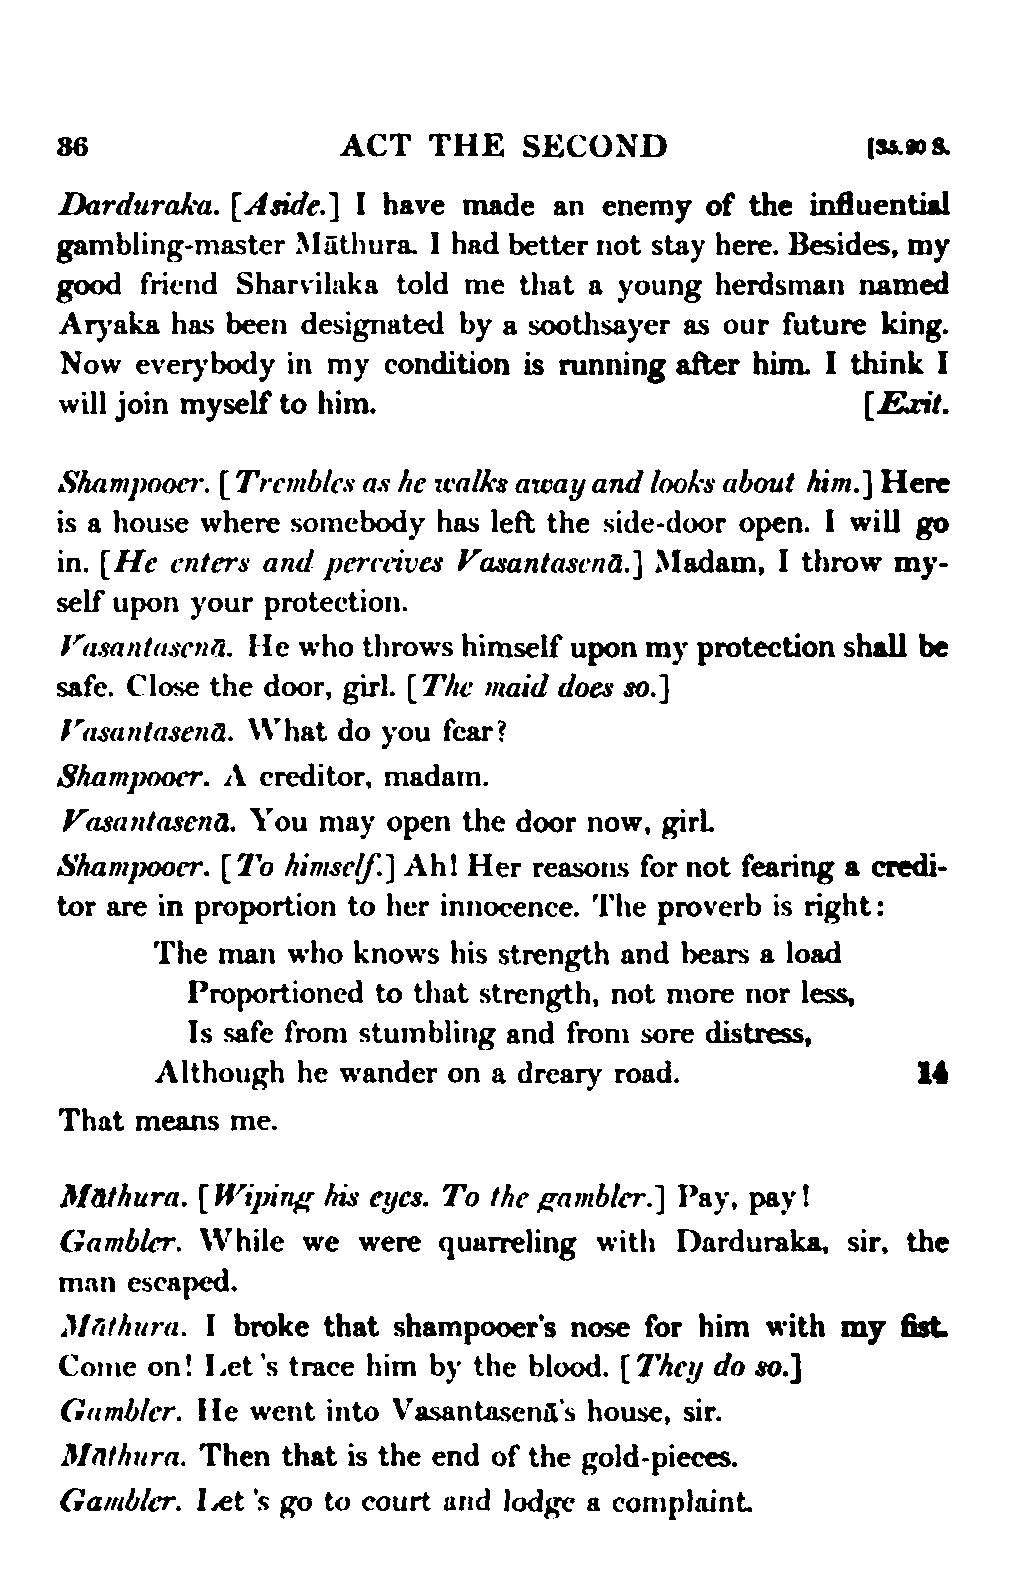 36 ACT THE SECOND [35.20 S.
Darduraka. [Aside.] I have made an enemy of the influential
gambling-master Māthura. I had better not stay here. Besides, my
good friend Sharvilaka told me that a young herdsman named
Aryaka has been designated by a soothsayer as our future king.
Now everybody in my condition is running after him. I think I
will join myself to him. [Exit.
Shampooer. [Trembles as he walks away and looks about him.] Here
is a house where somebody has left the side-door open. I will go
in. [He enters and perceives Vasantasenā.] Madam, I throw my-
self upon your protection.
Vasantasenā. He who throws himself upon my protection shall be
safe. Close the door, girl. [The maid does so.]
Vasantasenā. What do you fear?
Shampooer. A creditor, madam.
Vasantasenā. You may open the door now, girl.
Shampooer. [To himself.] Ah! Her reasons for not fearing a credi-
tor are in proportion to her innocence. The proverb is right:
The man who knows his strength and bears a load
Proportioned to that strength, not more nor less,
Is safe from stumbling and from sore distress,
Although he wander on a dreary road. 14
That means me.
Māthura. [Wiping his eyes. To the gambler.] Pay, pay!
Gambler. While we were quarreling with Darduraka, sir, the
man escaped.
Māthura. I broke that shampooer's nose for him with my fist.
Come on! Let 's trace him by the blood. [They do so.]
Gambler. He went into Vasantasenā's house, sir.
Māthura. Then that is the end of the gold-pieces.
Gambler. Let 's go to court and lodge a complaint.